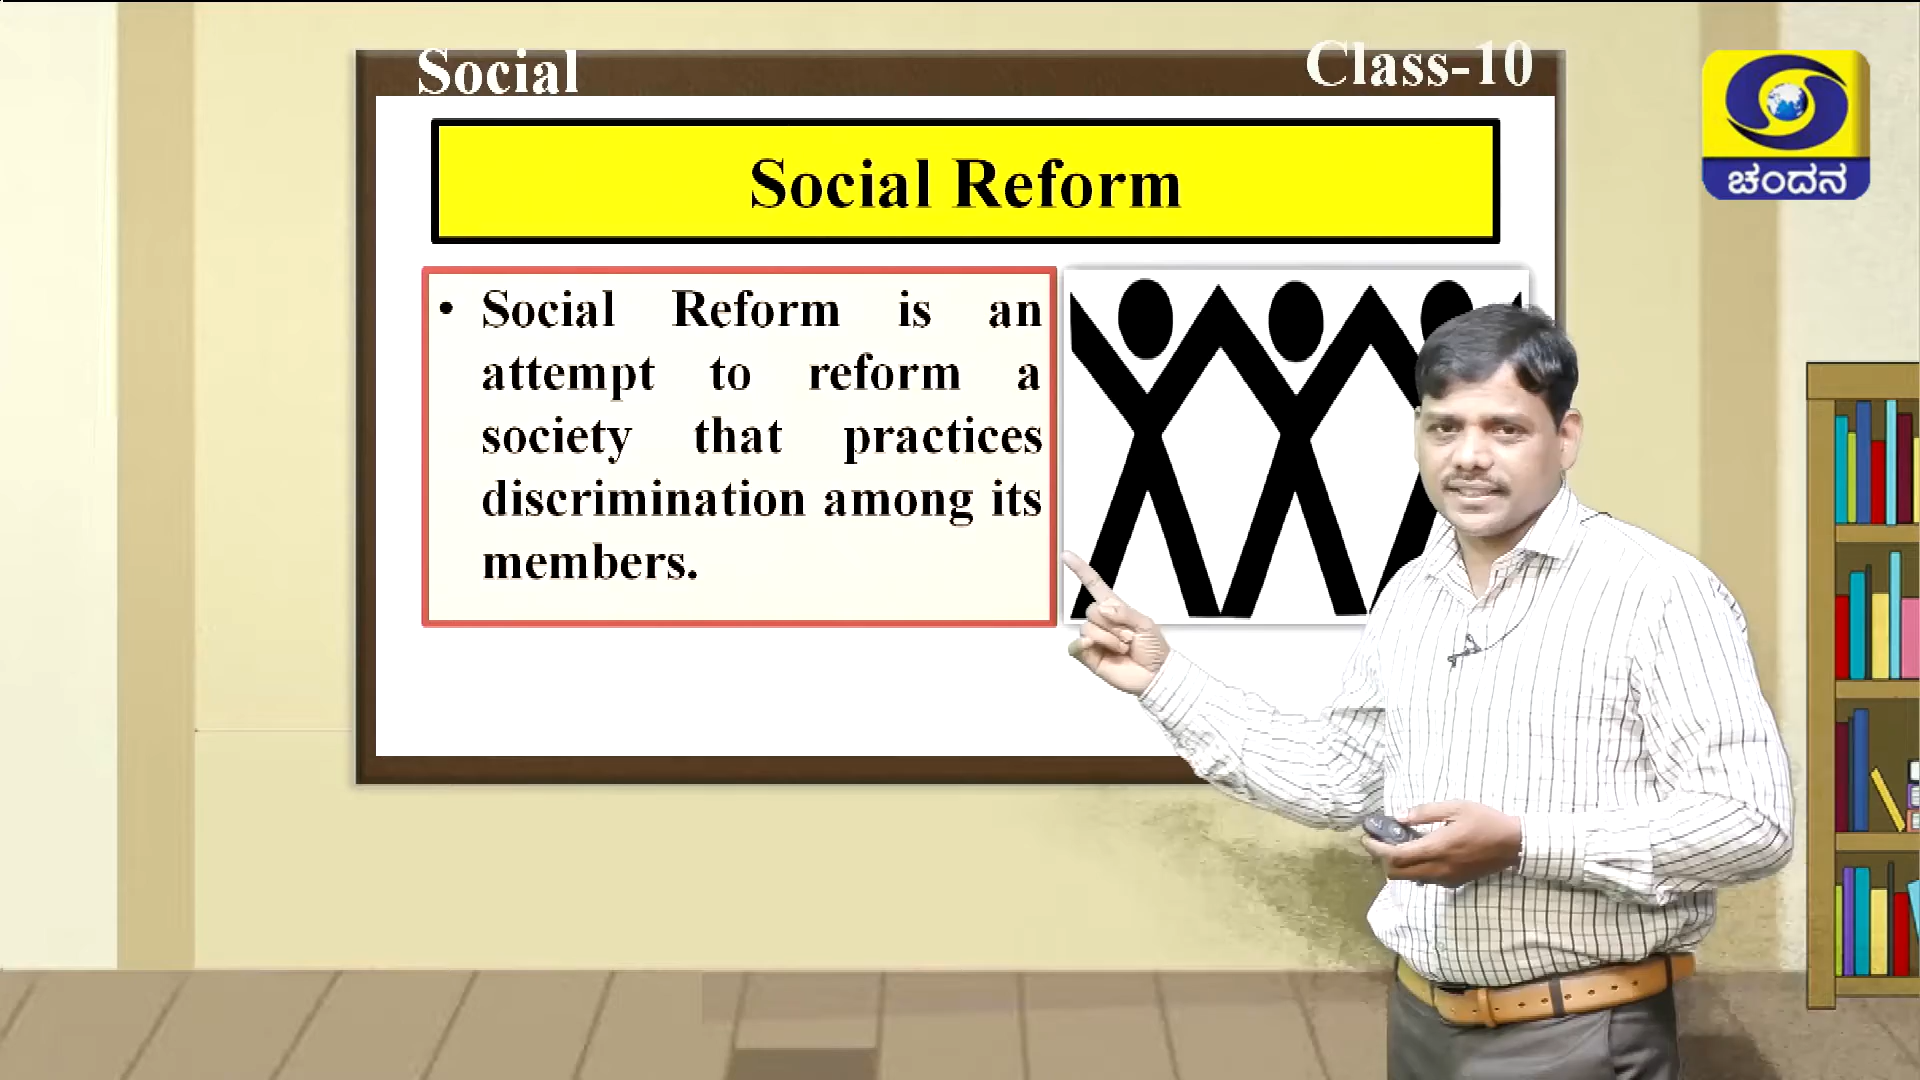 Social
Class-10
ಚಂದನ
Social Reform
• Social Reform is an
attempt to reform a
society that practices
discrimination among its
members.